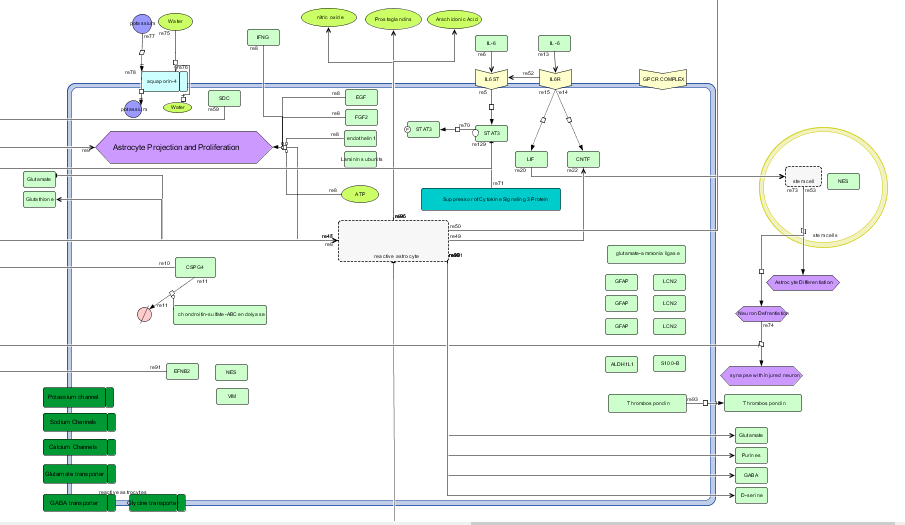 nitric oxide
Prostaglandins
Arachidonic Acid
potassium
Water
re77
re75
IFNG
re8
IL-6
re6
IL-6
re13
re78
re76
aquaporin-4
IL6ST
re52
IL6R
GPCR COMPLEX
re5
re15
re14
potassium
Water
SDC
re59
re8
EGF
re8
FGF2
re8
endothelin 1
Laminin subunits
re8
ATP
P
STAT3
re70
STAT3
re129
Astrocyte Projection and Proliferation
LIF
re20
CNTF
re22
re71
Suppressor of Cytokine Signaling 3 Protein
Glutamate
Glutathione
stem cell
re73
re53
NES
stem cells
re50
re49
reactive astrocyte
glutamate-ammonia ligase
re10
CSPG4
re11
re11
chondroitin-sulfate-ABC endolyase
GFAP
LCN2
GFAP
LCN2
GFAP
LCN2
ALDH1L1
S100-B
Astrocyte Differentiation
Neuron Defrentiation
re74
synapse with injured neuron
re91
EFNB2
NES
VIM
Thrombospondin
re93
Thrombospondin
Potassium channel
Sodium Channels
Calcium Channels
Glutamate transporter
reactive astrocytes
GABA transporter
Glycine transporter
Glutamate
Purines
GABA
D-serine